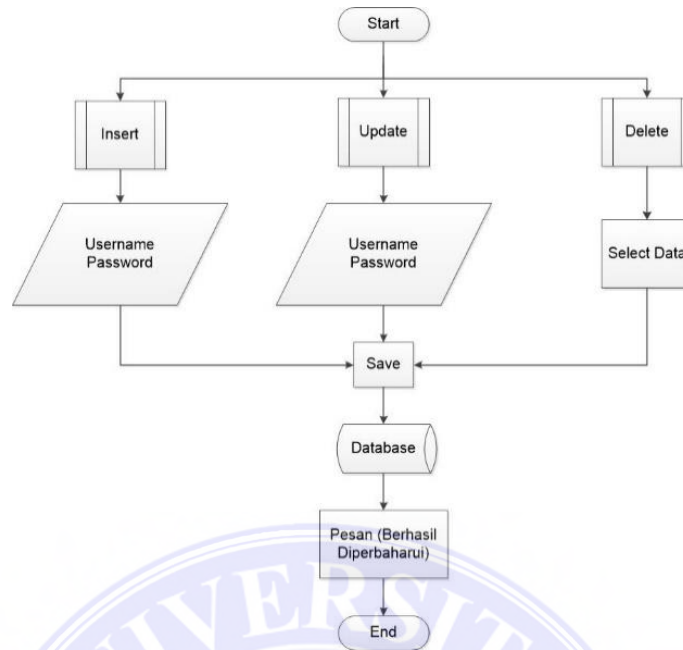 Start
Insert
Update
Delete
Username
Password
Username
Password
Select Data
Save
Database
Pesan (Berhasil
Diperbaharui)
End